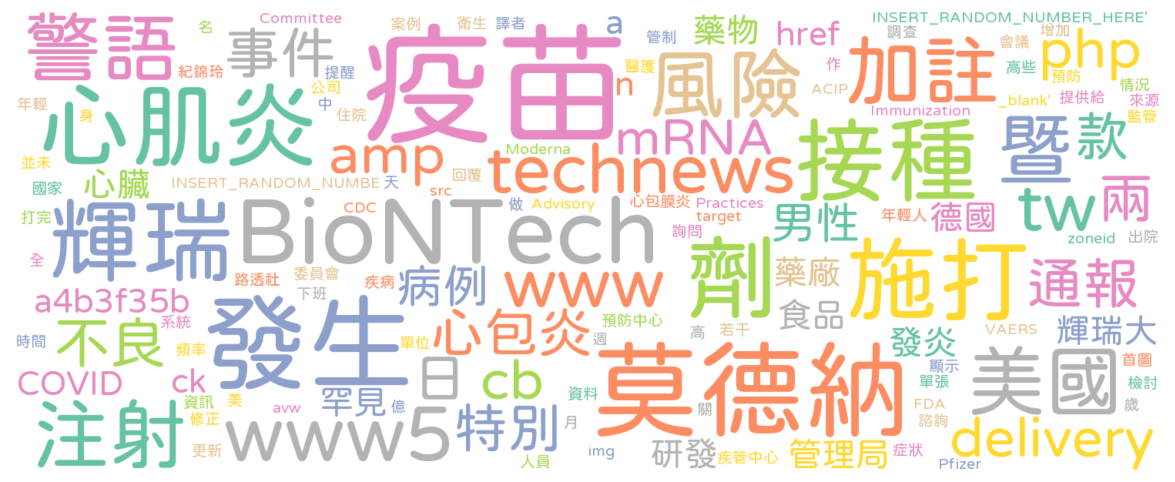 警語
名
事件
Committee
案例
衛生
譯者
a
管制
藥物
href
INSERT_RANDOM_NUMBER_HERE'
調查
會議
增加
php
紀錦玲
提醒
公司
疫苗
醫護
n
風險
作
ACIP
加註
高些
預防
情況
年輕
身
心肌炎
中
住院
mRNA
Immunization
_blank'
提供給
來源
監管
並未
amp
Moderna
technews
接種
暨
款
國家
心臟
INSERT_RANDOM_NUMBE
天
回覆
src
心包膜炎
Practices
打完
輝瑞
CDC
BioNTech
做
Advisory
target
詢問
男性
年輕人
德國
tw
兩
zoneid
出院
全
路透社
委員會
疾病
病例
www
劑
藥廠
施打
通報
a4b3f35b
下班
系統
發生
單位
心包炎
預防中心
週
高
若干
食品
VAERS
輝瑞大
時間
不良
頻率
發炎
顯示
首圖
COVID
ck
資訊
美
罕見
億
日
cb
資料
莫德納
單張
美國
檢討
歲
注射
修正
avw
www5
特別
月
關
FDA
諮詢
更新
人員
img
研發
疾管中心
管理局
症狀
Pfizer
delivery